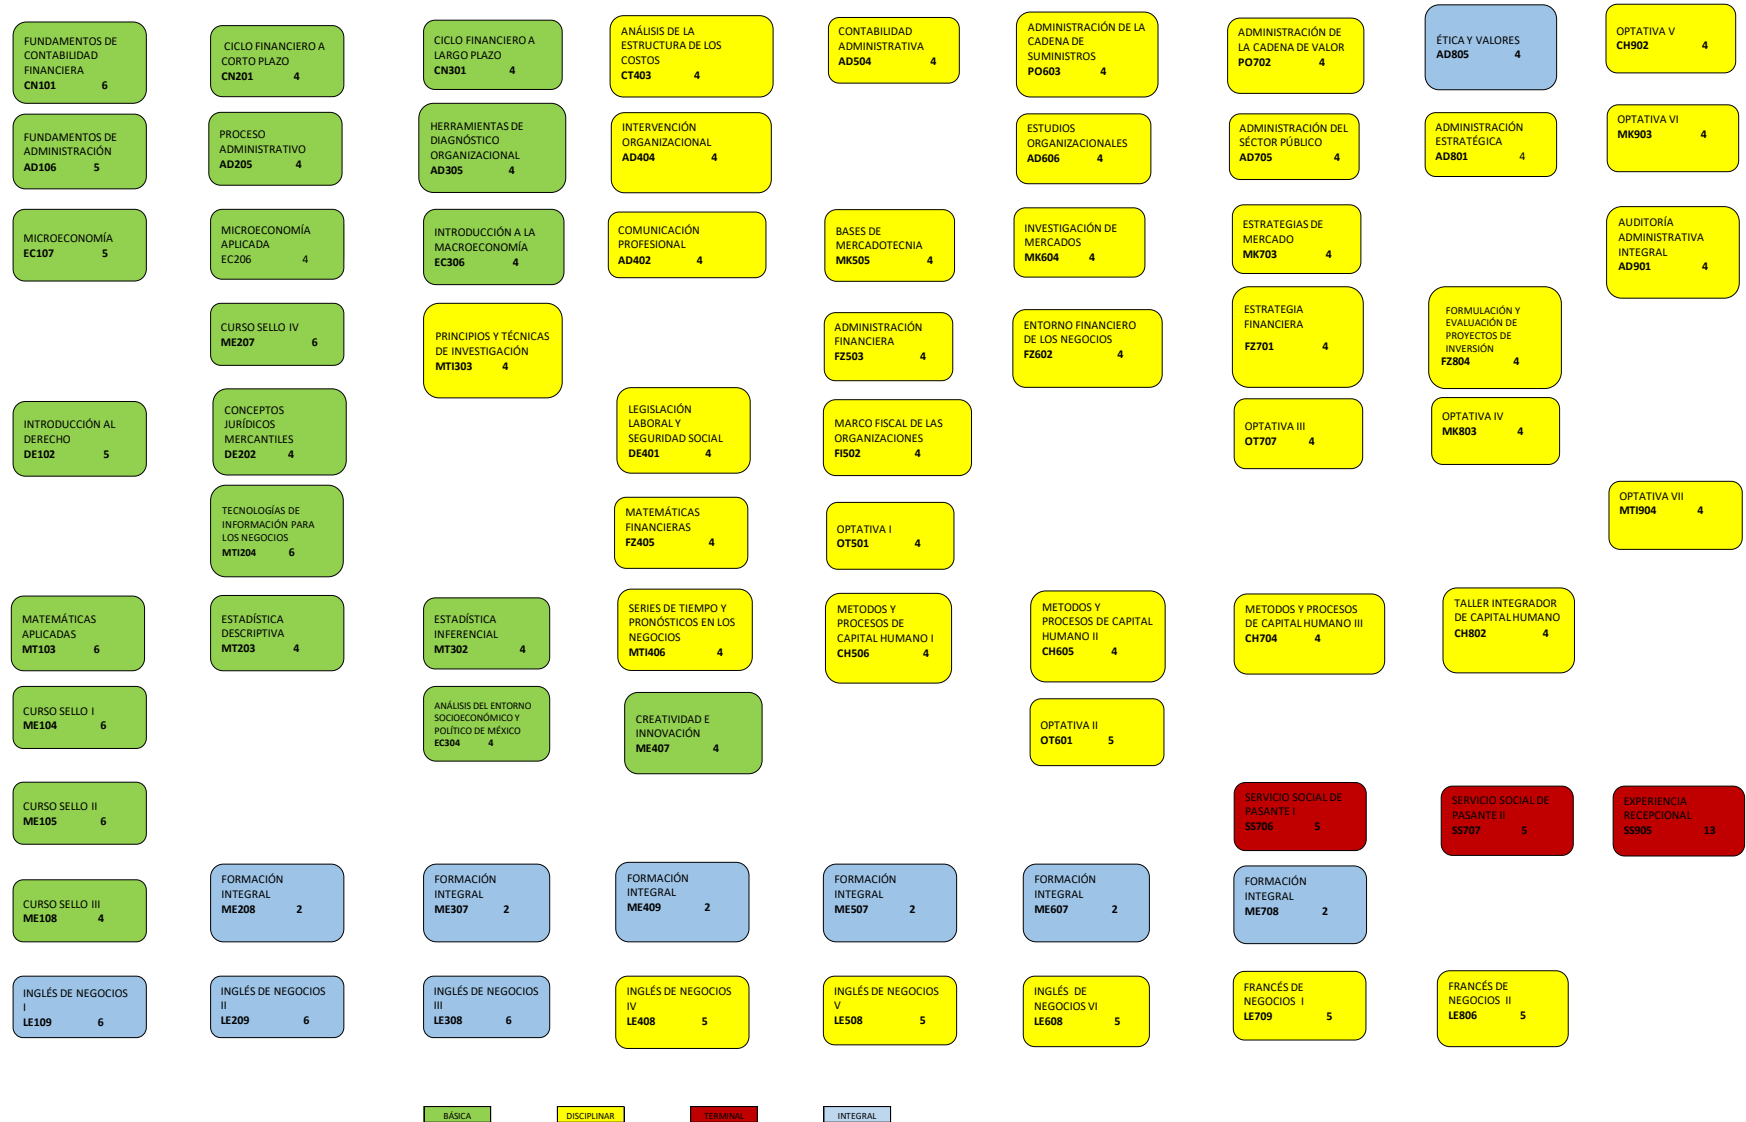 FUNDAMENTOS DE
CONTABILIDAD
FINANCIERA
CN101 6
CICLO FINANCIERO A
CORTO PLAZO
CN201 4
CICLO FINANCIERO A
LARGO PLAZO
CN301 4
ANÁLISIS DE LA
ESTRUCTURA DE LOS
COSTOS
CT403 4
CONTABILIDAD
ADMINISTRATIVA
AD504 4
ADMINISTRACIÓN DE LA
CADENA DE
SUMINISTROS
PO603 4
ADMINISTRACIÓN DE
LA CADENA DE VALOR
PO702 4
ÉTICA Y VALORES
AD805 4
OPTATIVA V
CH902 4
FUNDAMENTOS DE
ADMINISTRACIÓN
AD106 5
PROCESO
ADMINISTRATIVO
AD205 4
HERRAMIENTAS DE
DIAGNÓSTICO
ORGANIZACIONAL
AD305 4
INTERVENCIÓN
ORGANIZACIONAL
AD404 4
ESTUDIOS
ORGANIZACIONALES
AD606 4
ADMINISTRACIÓN DEL
SÉCTOR PÚBLICO
AD705 4
ADMINISTRACIÓN
ESTRATÉGICA
AD801 4
OPTATIVA VI
MK903 4
MICROECONOMÍA
EC107 5
MICROECONOMÍA
APLICADA
EC206 4
INTRODUCCIÓN A LA
MACROECONOMÍA
EC306 4
COMUNICACIÓN
PROFESIONAL
AD402 4
BASES DE
MERCADOTECNIA
MK505 4
INVESTIGACIÓN DE
MERCADOS
MK604 4
ESTRATEGIAS DE
MERCADO
MK703 4
AUDITORÍA
ADMINISTRATIVA
INTEGRAL
AD901 4
CURSO SELLO IV
ME207 6
PRINCIPIOS Y TÉCNICAS
DE INVESTIGACIÓN
MTI303 4
ADMINISTRACIÓN
FINANCIERA
FZ503 4
ENTORNO FINANCIERO
DE LOS NEGOCIOS
FZ602 4
ESTRATEGIA
FINANCIERA
FZ701 4
FORMULACIÓN Y
EVALUACIÓN DE
PROYECTOS DE
INVERSIÓN
FZ804 4
INTRODUCCIÓN AL
DERECHO
DE102 5
CONCEPTOS
JURÍDICOS
MERCANTILES
DE202 4
LEGISLACIÓN
LABORAL Y
SEGURIDAD SOCIAL
DE401 4
MARCO FISCAL DE LAS
ORGANIZACIONES
FI502 4
OPTATIVA III
OT707 4
OPTATIVA IV
MK803 4
TECNOLOGÍAS DE
INFORMACIÓN PARA
LOS NEGOCIOS
MTI204 6
MATEMÁTICAS
FINANCIERAS
FZ405 4
OPTATIVA I
OT501 4
OPTATIVA VII
MTI904 4
MATEMÁTICAS
APLICADAS
MT103 6
ESTADÍSTICA
DESCRIPTIVA
MT203 4
ESTADÍSTICA
INFERENCIAL
MT302 4
SERIES DE TIEMPO Y
PRONÓSTICOS EN LOS
NEGOCIOS
MTI406 4
METODOS Y
PROCESOS DE
CAPITAL HUMANO I
CH506 4
METODOS Y
PROCESOS DE CAPITAL
HUMANO II
CH605 4
METODOS Y PROCESOS
DE CAPITAL HUMANO III
CH704 4
TALLER INTEGRADOR
DE CAPITAL HUMANO
CH802 4
CURSO SELLO I
ME104 6
ANÁLISIS DEL ENTORNO
SOCIOECONÓMICO Y
POLÍTICO DE MÉXICO
EC304 4
CREATIVIDAD E
INNOVACIÓN
ME407 4
OPTATIVA II
OT601 5
CURSO SELLO II
ME105 6
SERVICIO SOCIAL DE
PASANTE I
SS706 5
SERVICIO SOCIAL DE
PASANTE II
SS707 5
EXPERIENCIA
RECEPCIONAL
SS905 13
CURSO SELLO III
ME108 4
FORMACIÓN
INTEGRAL
ME208 2
FORMACIÓN
INTEGRAL
ME307 2
FORMACIÓN
INTEGRAL
ME409 2
FORMACIÓN
INTEGRAL
ME507 2
FORMACIÓN
INTEGRAL
ME607 2
FORMACIÓN
INTEGRAL
ME708 2
INGLÉS DE NEGOCIOS
I
LE109 6
INGLÉS DE NEGOCIOS
II
LE209 6
INGLÉS DE NEGOCIOS
III
LE308 6
INGLÉS DE NEGOCIOS
IV
LE408 5
INGLÉS DE NEGOCIOS
V
LE508 5
INGLÉS DE
NEGOCIOS VI
LE608 5
FRANCÉS DE
NEGOCIOS I
LE709 5
FRANCÉS DE
NEGOCIOS II
LE806 5
BÁSICA
DISCIPLINAR
TERMINAL
INTEGRAL